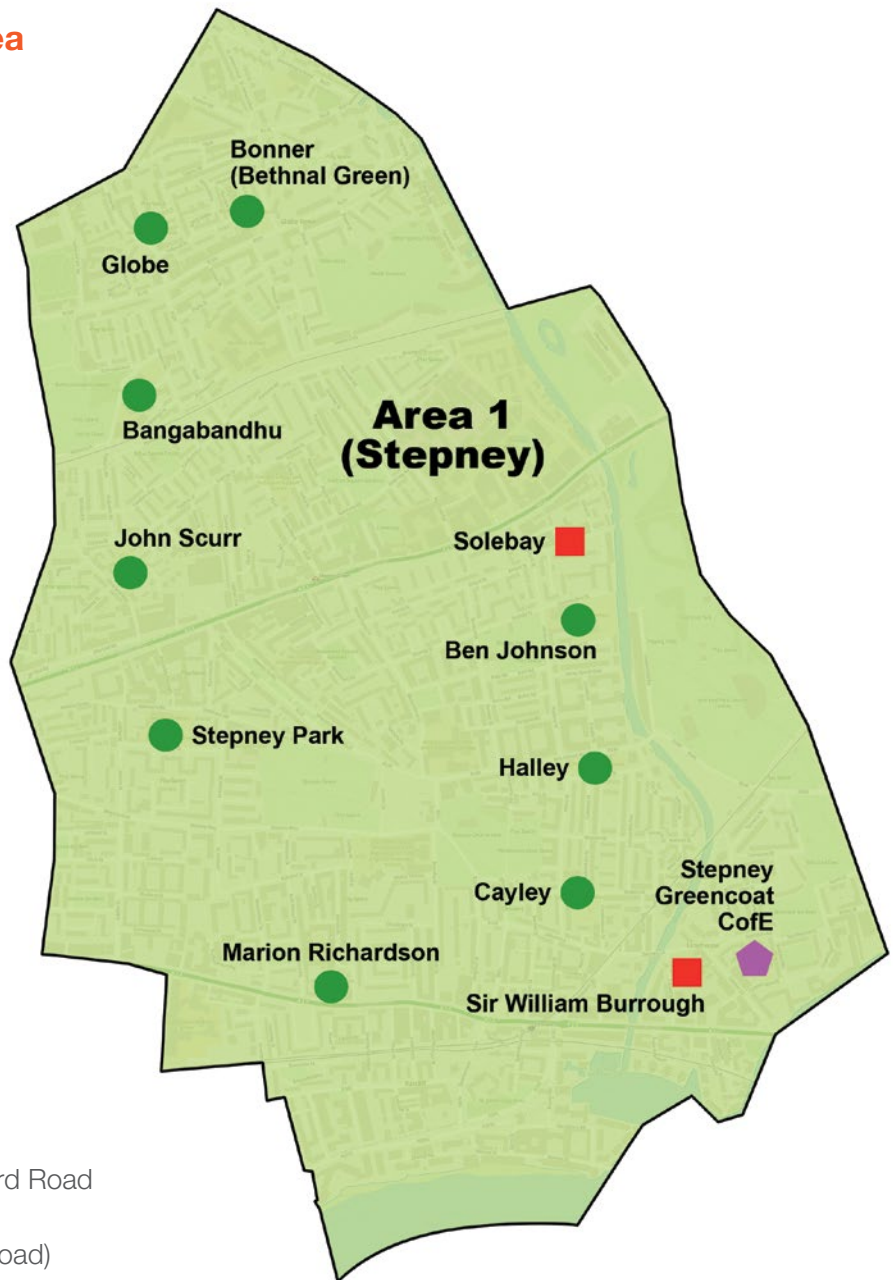 ea
Bonner
(Bethnal Green)
Globe
Bangabandhu
Area 1
(Stepney)
John Scurr
Solebay
Ben Johnson
Stepney Park
Halley
Stepney
Greencoat
CofE
Cayley
Marion Richardson
Sir William Burrough
rd Road
oad)